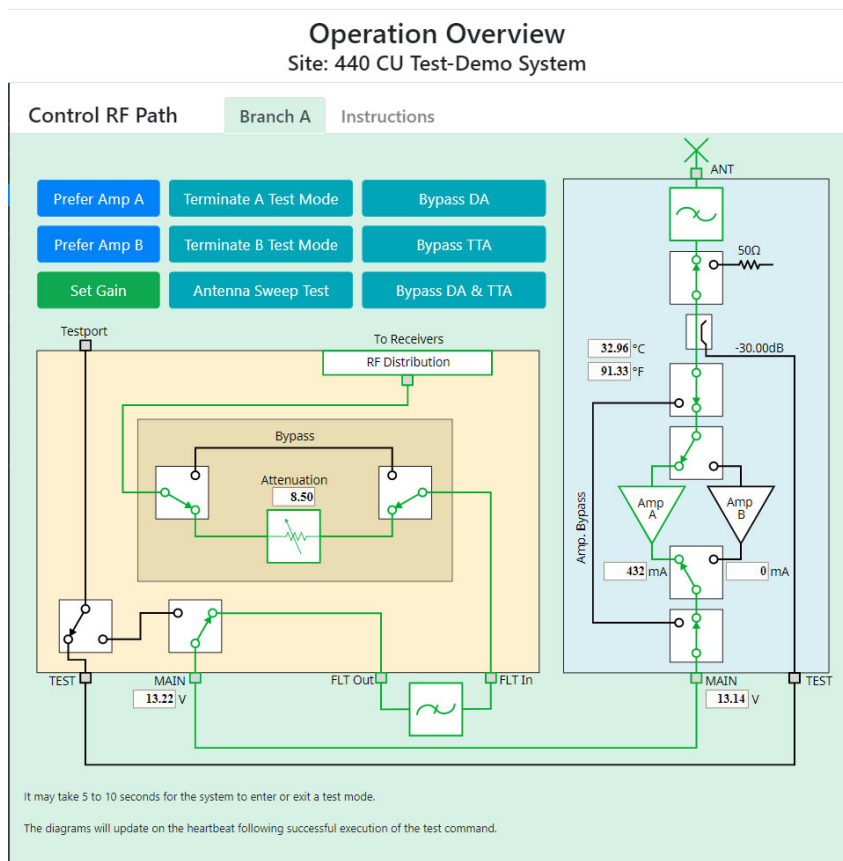 Operation Overview
Site: 440 CU Test-Demo System
Control RF Path
Branch A
Instructions
Prefer Amp A
Terminate A Test Mode
Bypass DA
Prefer Amp B
Terminate B Test Mode
Bypass TTA
Set Gain
Antenna Sweep Test
Bypass DA & TTA
ANT
50Ω
-30.00dB
32.96 °C
91.33 °F
Amp. Bypass
Amp A
Amp B
432 mA
0 mA
MAIN
13.14 V
TEST
Testport
To Receivers
RF Distribution
Bypass
Attenuation
8.50
TEST
MAIN
13.22 V
FLT Out
FLT In
It may take 5 to 10 seconds for the system to enter or exit a test mode.
The diagrams will update on the heartbeat following successful execution of the test command.